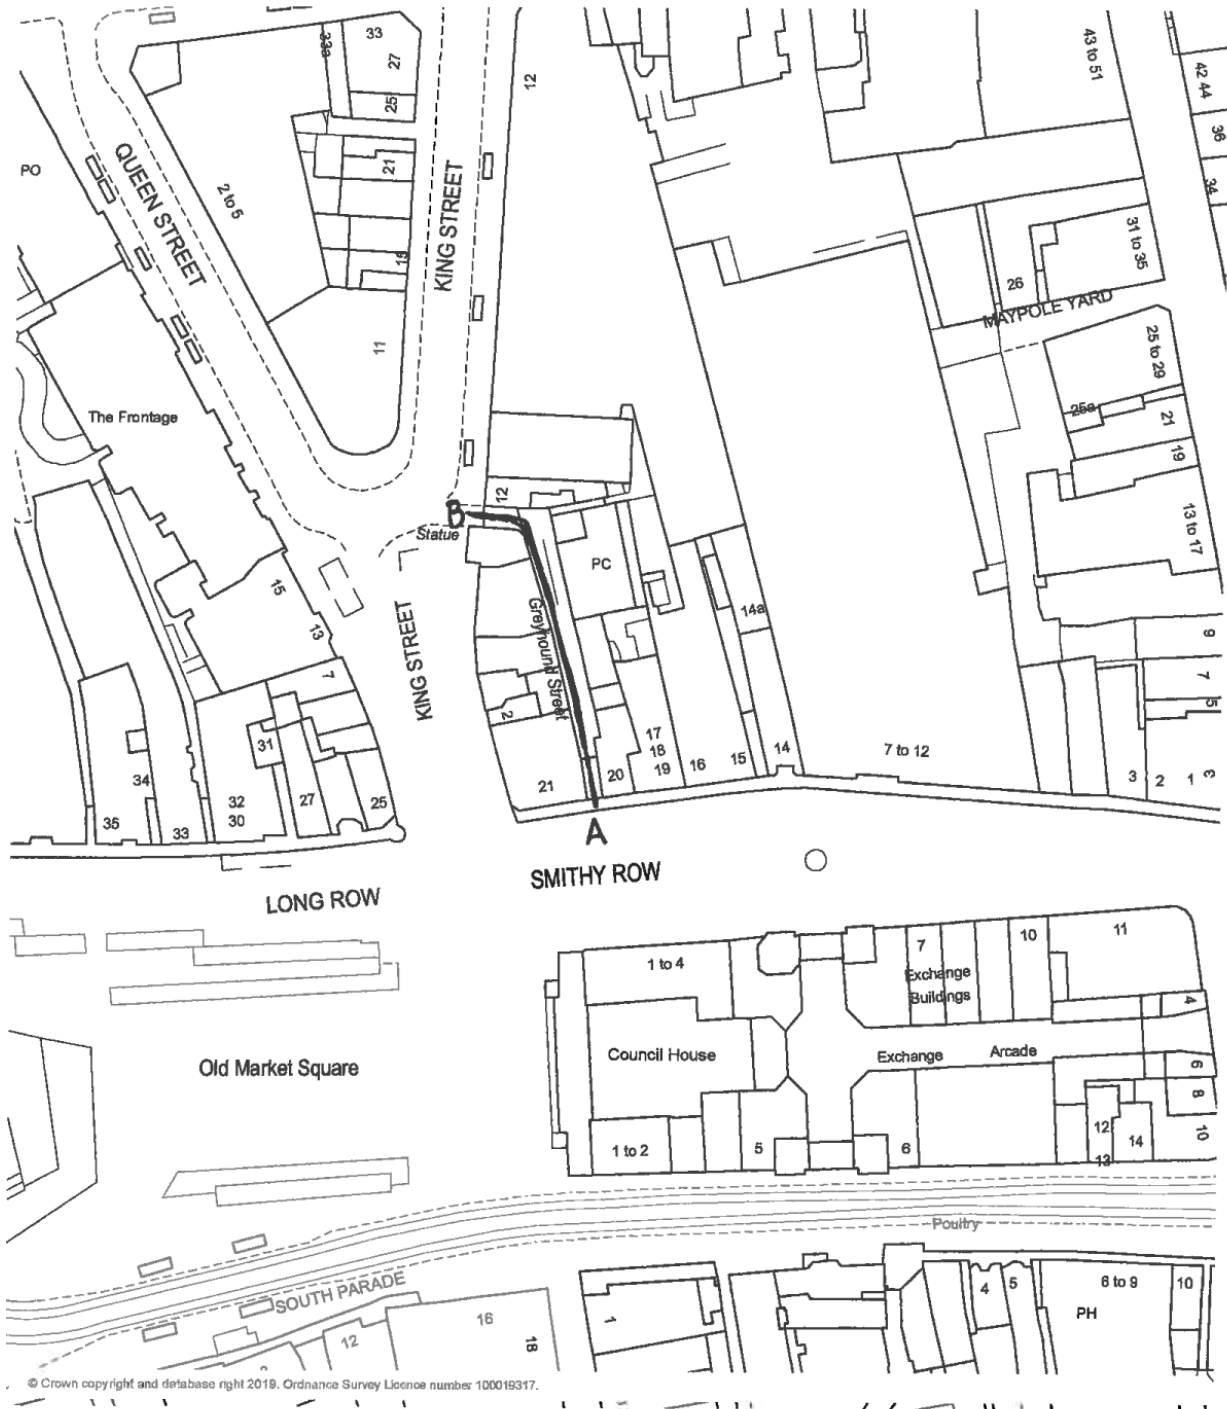 33
33a
27
25
12
43 to 51
42 44
36
34
PO
QUEEN STREET
2 to 5
21
KING STREET
15
31 to 35
26
MAYPOLE YARD
11
25 to 29
25a
21
19
The Frontage
12
B
Statue
13 to 17
PC
15
13
Greyhound Street
14a
9
KING STREET
7
7
5
2
31
17
18
19
16
15
14
7 to 12
34
32
30
27
25
21
20
3
2
1
3
35
33
A
SMITHY ROW
LONG ROW
1 to 4
7
10
11
Exchange
Buildings
4
Council House
Exchange
Arcade
Old Market Square
6
8
12
14
10
1 to 2
5
6
13
Poultry
SOUTH PARADE
16
18
12
1
4
5
6 to 9
10
PH
© Crown copyright and database right 2019. Ordnance Survey Licence number 100019317.